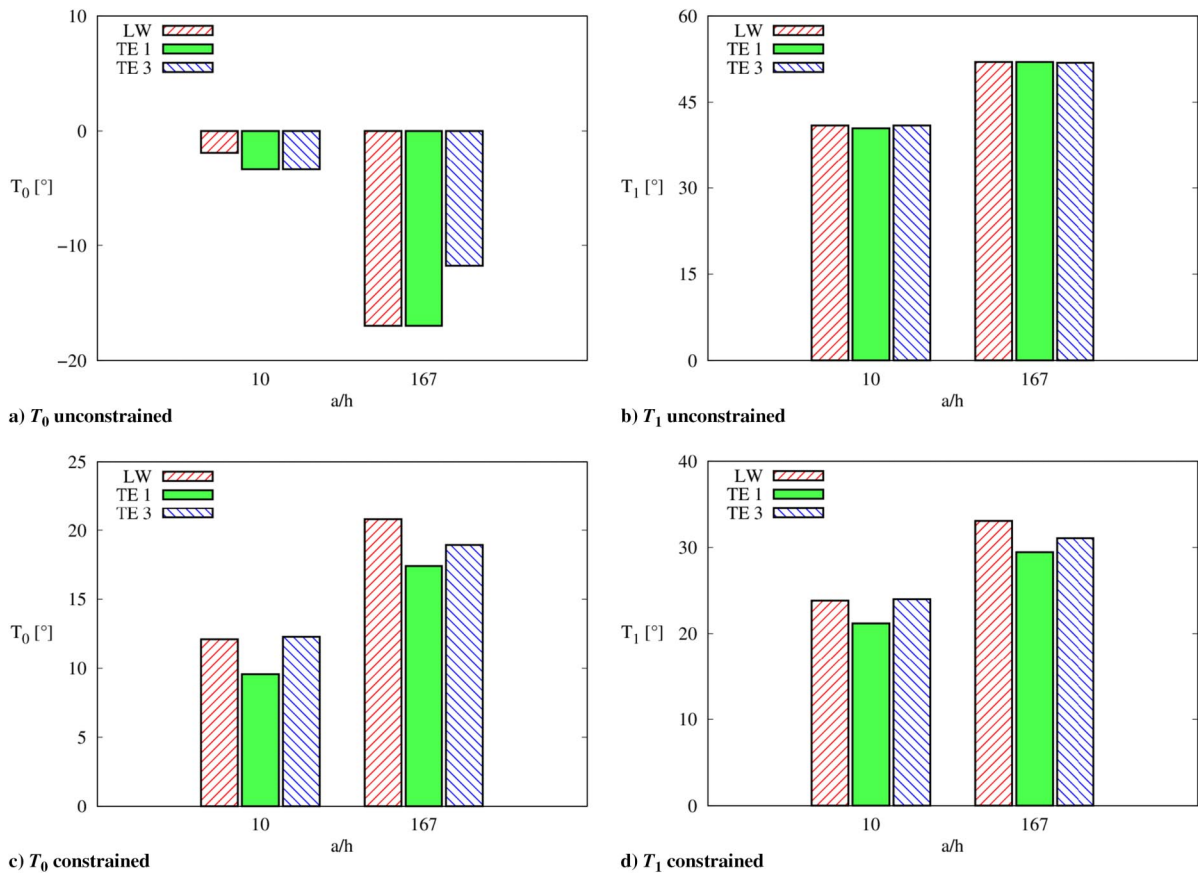 10
0
−10
−20
T0 [°]
LW
TE 1
TE 3
10 167
a/h
a) T0 unconstrained
60
45
30
15
0
T1 [°]
LW
TE 1
TE 3
10 167
a/h
b) T1 unconstrained
25
20
15
10
5
0
T0 [°]
LW
TE 1
TE 3
10 167
a/h
c) T0 constrained
40
30
20
10
0
T1 [°]
LW
TE 1
TE 3
10 167
a/h
d) T1 constrained